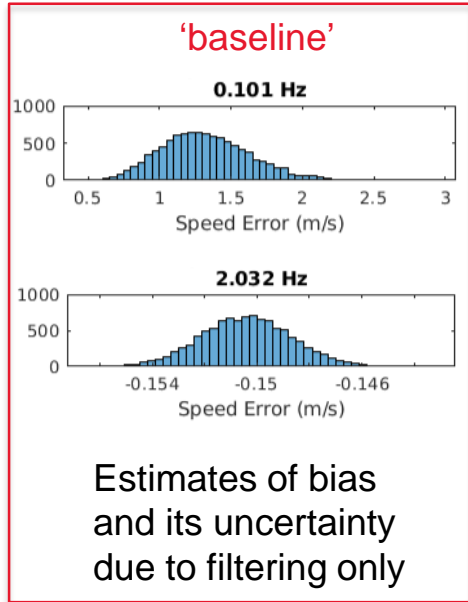 ‘baseline’
0.101 Hz
1000
500
0
0.5 1 1.5 2 2.5 3
Speed Error (m/s)
2.032 Hz
1000
500
0
-0.154 -0.15 -0.146
Speed Error (m/s)
Estimates of bias
and its uncertainty
due to filtering only